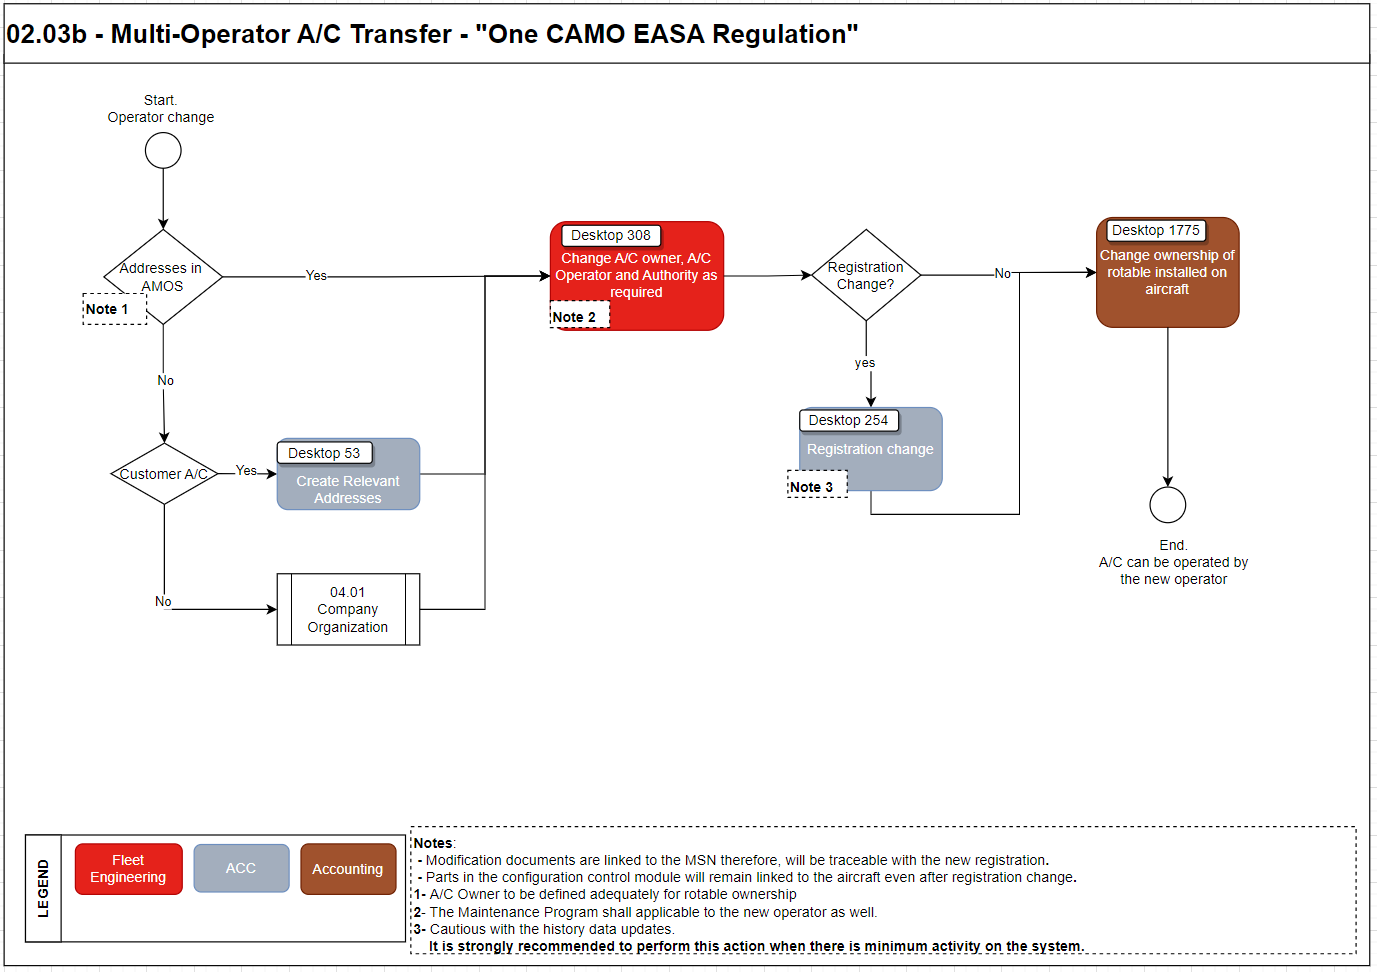 02.03b - Multi-Operator A/C Transfer - "One CAMO EASA Regulation"
Start.
Operator change
Addresses in
AMOS
Note 1
Yes
No
Customer A/C
Yes
No
Desktop 53
Create Relevant
Addresses
04.01
Company
Organization
Desktop 308
Change A/C owner, A/C
Operator and Authority as
required
Note 2
Registration
Change?
No
yes
Desktop 254
Registration change
Note 3
Desktop 1775
Change ownership of
rotable installed on
aircraft
End.
A/C can be operated by
the new operator
LEGEND
Fleet
Engineering
ACC
Accounting
Notes:
- Modification documents are linked to the MSN therefore, will be traceable with the new registration.
- Parts in the configuration control module will remain linked to the aircraft even after registration change.
1- A/C Owner to be defined adequately for rotable ownership
2- The Maintenance Program shall applicable to the new operator as well.
3- Cautious with the history data updates.
It is strongly recommended to perform this action when there is minimum activity on the system.